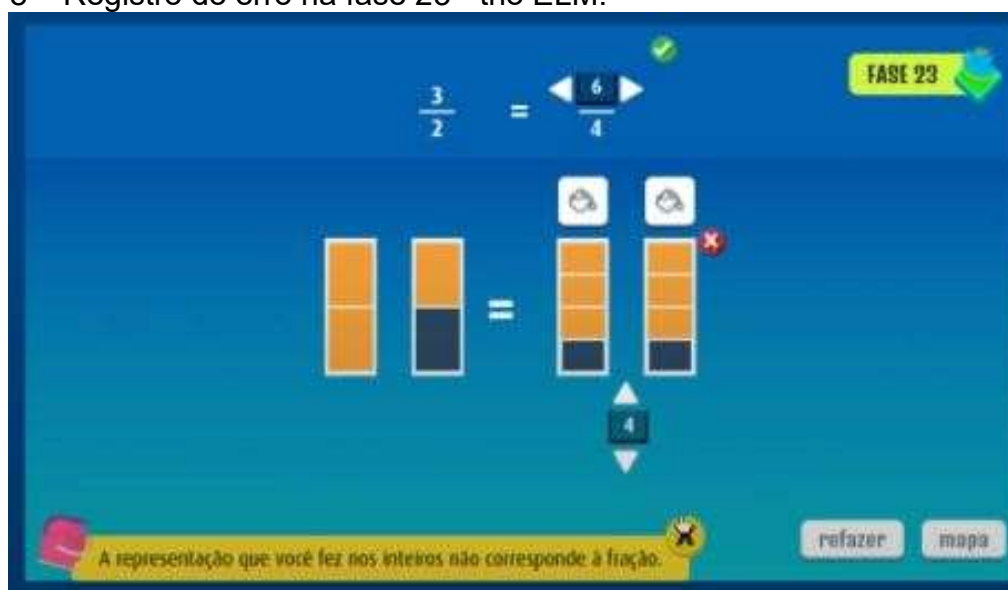 Registro do erro na fase 23 - trio ELM.
FASE 23
3
2
=
6
4
=
4
A representação que você fez nos inteiros não corresponde à fração.
refazer
mapa